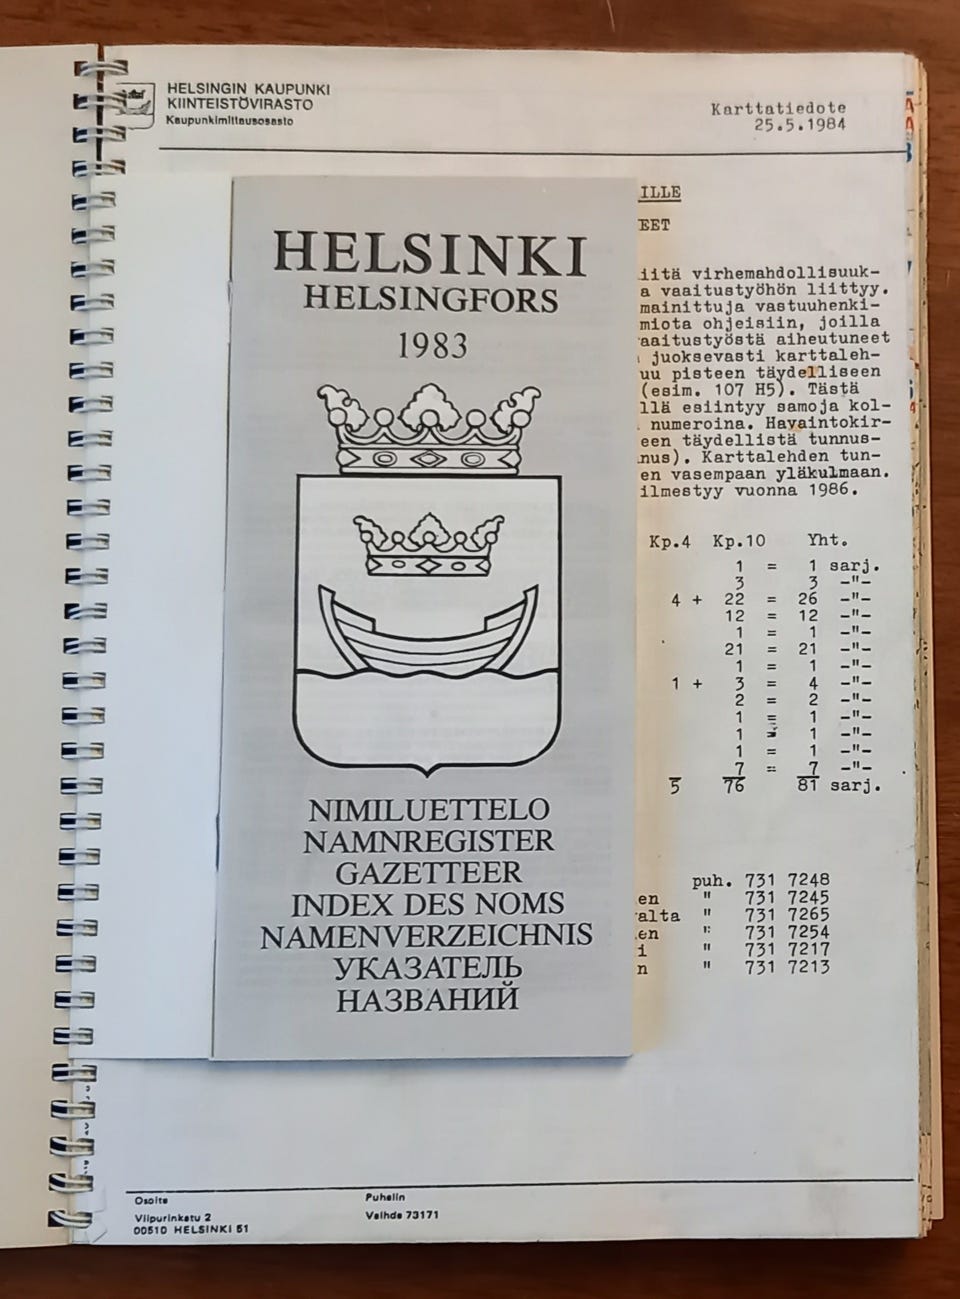 HELSINGIN KAUPUNKI
KIINTEISTÖVIRASTO
Kaupunkimittausosasto
Karttatiedote
25.5.1984
HELSINKI
HELSINGFORS
1983
NIMILUETTELO
NAMNREGISTER
GAZETTEER
INDEX DES NOMS
NAMENVERZEICHNIS
УКАЗАТЕЛЬ
НАЗВАНИЙ
ILLE
EET
iitä virhemahdollisuuk-
a vaaitustyöhön liittyy.
mainittuja vastuuhenki-
miota ohjeisiin, joilla
aaitustyöstä aiheutuneet
juoksevasti karttaleh-
uu pisteen täydelliseen
(esim. 107 H5). Tästä
llä esiintyy samoja kol-
numeroina. Havaintokir-
een täydellistä tunnus-
nus). Karttalehden tun-
en vasempaan yläkulmaan.
ilmestyy vuonna 1986.
Kp.4 Kp.10 Yht.
1 = 1 sarj.
3 3 -"-
4 + 22 = 26 -"-
12 = 12 -"-
1 = 1 -"-
21 = 21 -"-
1 = 1 -"-
1 + 3 = 4 -"-
2 = 2 -"-
1 = 1 -"-
1 = 1 -"-
1 = 1 -"-
7 = 7 -"-
5 76 81 sarj.
puh. 731 7248
en " 731 7245
alta " 731 7265
en " 731 7254
i " 731 7217
n " 731 7213
Osoite
Viipurinkatu 2
00510 HELSINKI 51
Puhelin
Vaihde 73171